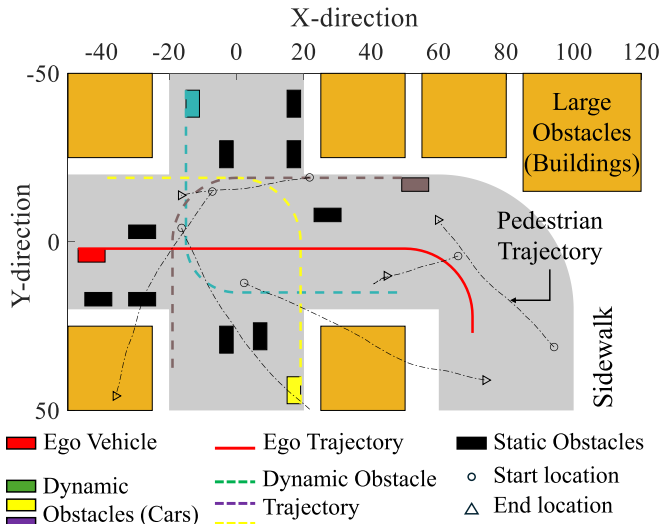 X-direction
-40 -20 0 20 40 60 80 100 120
-50
0
50
Y-direction
Large
Obstacles
(Buildings)
Pedestrian
Trajectory
Sidewalk
Ego Vehicle
Ego Trajectory
Static Obstacles
Dynamic
Obstacles (Cars)
Dynamic Obstacle
Trajectory
Start location
End location